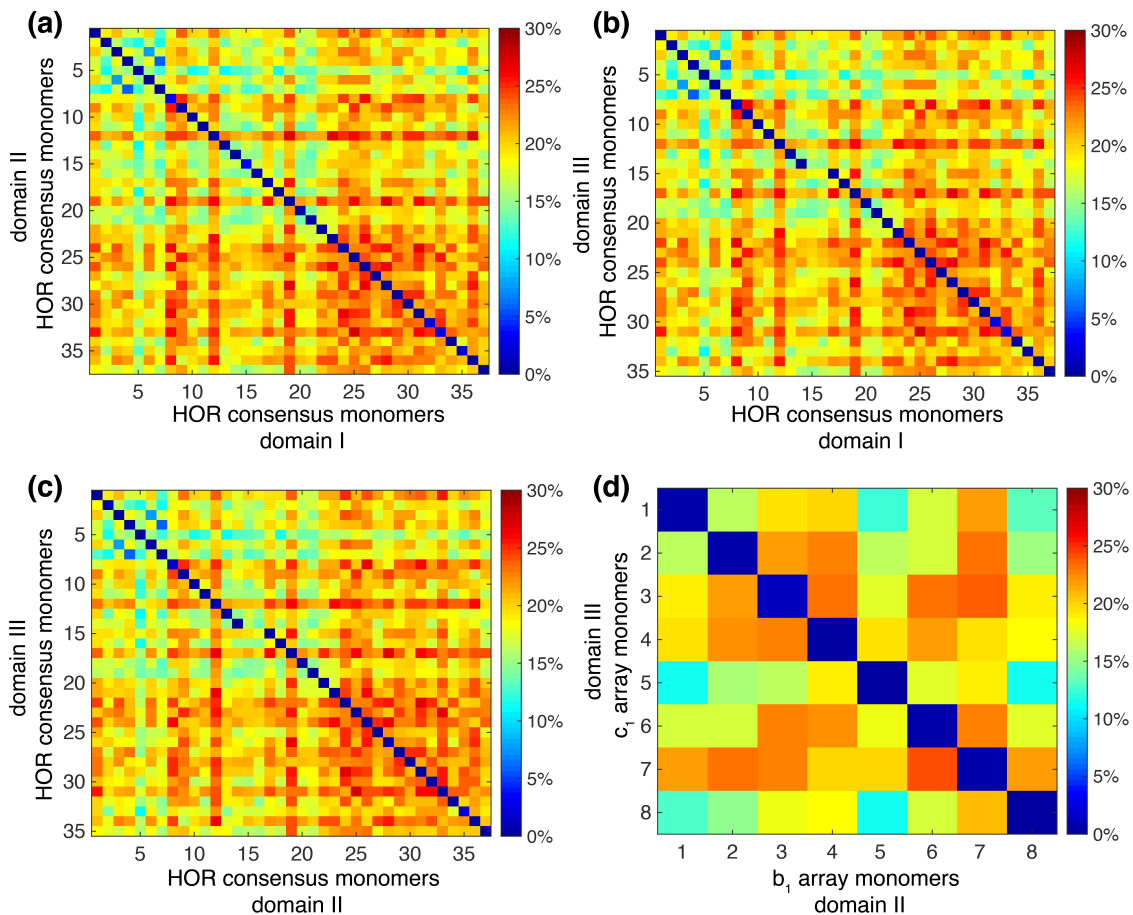 (a)
domain II
HOR consensus monomers
5
10
15
20
25
30
35
5 10 15 20 25 30 35
HOR consensus monomers
domain I
30%
25%
20%
15%
10%
5%
0%
(b)
domain III
HOR consensus monomers
5
10
15
20
25
30
35
5 10 15 20 25 30 35
HOR consensus monomers
domain I
30%
25%
20%
15%
10%
5%
0%
(c)
domain III
HOR consensus monomers
5
10
15
20
25
30
35
5 10 15 20 25 30 35
HOR consensus monomers
domain II
30%
25%
20%
15%
10%
5%
0%
(d)
domain III
c₁ array monomers
1
2
3
4
5
6
7
8
1 2 3 4 5 6 7 8
b₁ array monomers
domain II
30%
25%
20%
15%
10%
5%
0%